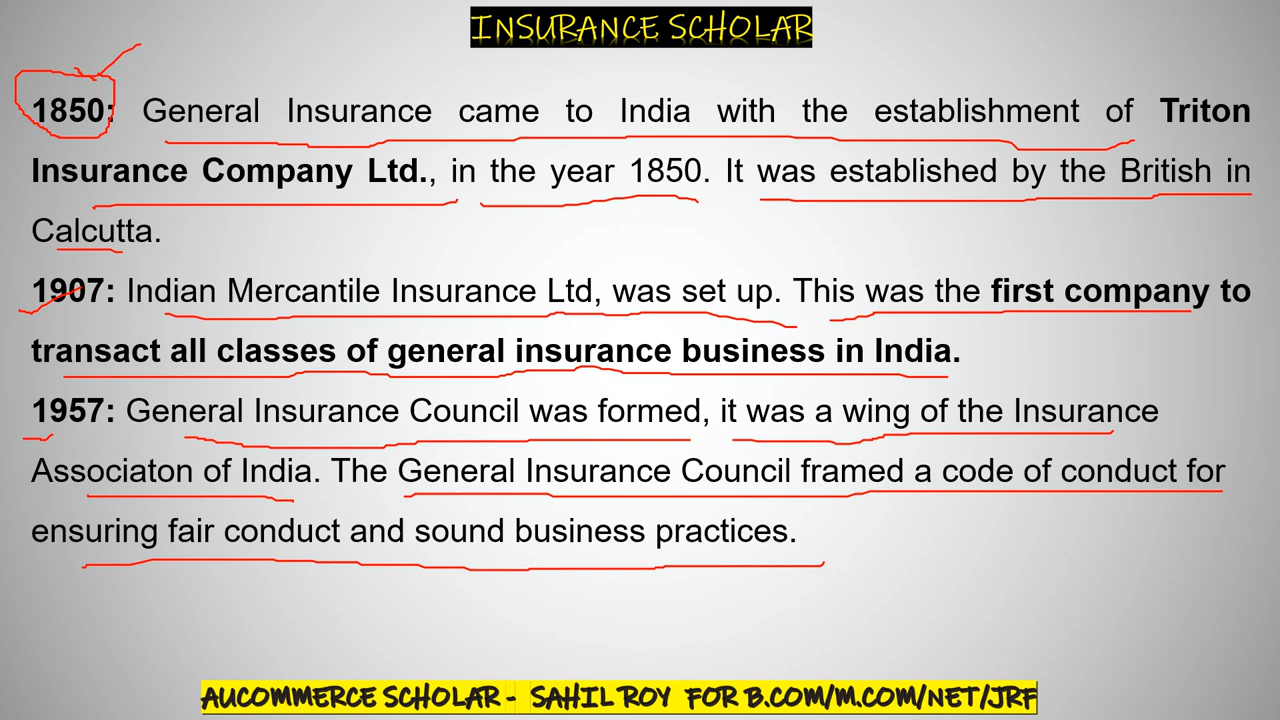 INSURANCE SCHOLAR
1850: General Insurance came to India with the establishment of Triton
Insurance Company Ltd., in the year 1850. It was established by the British in
Calcutta.
1907: Indian Mercantile Insurance Ltd, was set up. This was the first company to
transact all classes of general insurance business in India.
1957: General Insurance Council was formed, it was a wing of the Insurance
Associaton of India. The General Insurance Council framed a code of conduct for
ensuring fair conduct and sound business practices.
AUCOMMERCE SCHOLAR - SAHIL ROY FOR B.COM/M.COM/NET/JRF